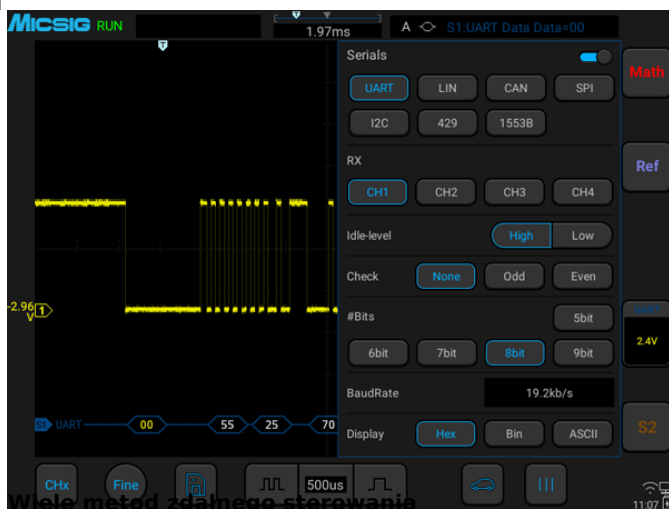 MICSIG RUN
1.97ms
A S1:UART Data Data=00
T
Serials
Math
UART LIN CAN SPI
I2C 429 1553B
RX
Ref
CH1 CH2 CH3 CH4
Idle-level High Low
Check None Odd Even
-2.96 V 1
#Bits 5bit
UART
2.4V
6bit 7bit 8bit 9bit
BaudRate 19.2kb/s
S1 UART 00 55 25 70
Display Hex Bin ASCII
S2
CHx Fine 500us
Wiele metod zdalnego sterowania
11:07